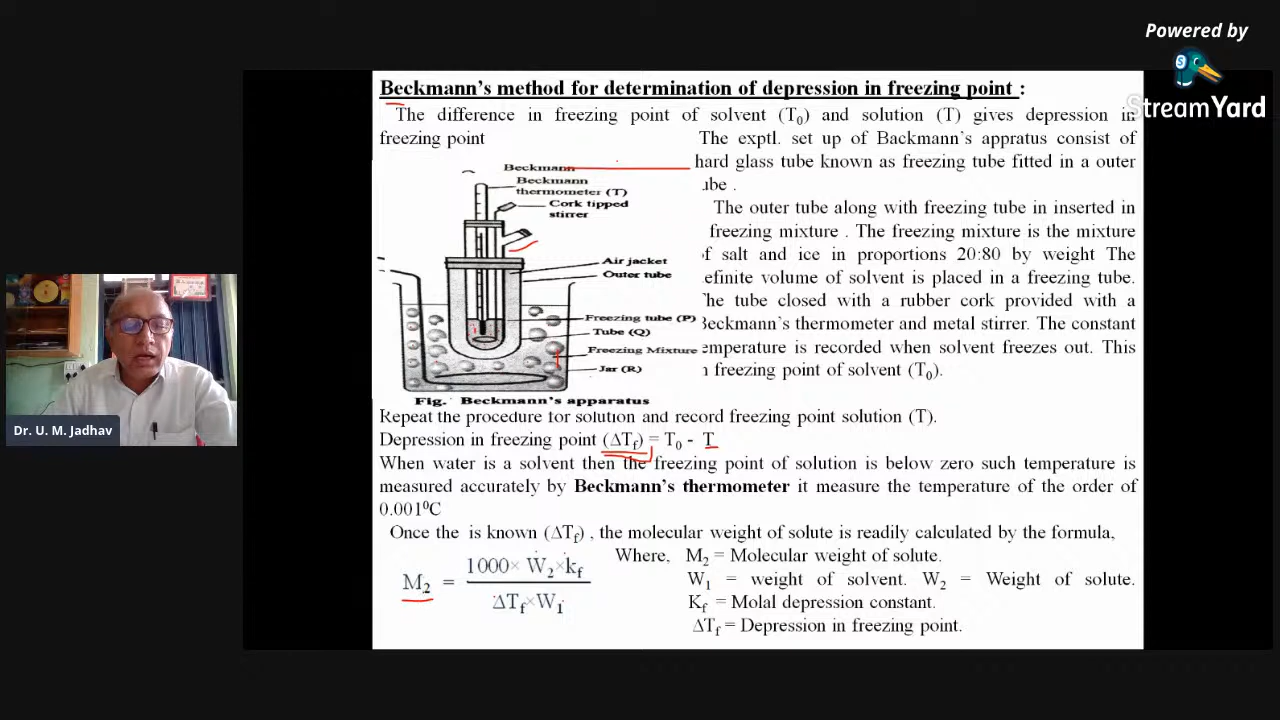 Powered by
StreamYard
Beckmann's method for determination of depression in freezing point :
The difference in freezing point of solvent (T₀) and solution (T) gives depression in
freezing point
The exptl. set up of Backmann's appratus consist of
hard glass tube known as freezing tube fitted in a outer
ube .
The outer tube along with freezing tube in inserted in
freezing mixture . The freezing mixture is the mixture
of salt and ice in proportions 20:80 by weight The
efinite volume of solvent is placed in a freezing tube.
he tube closed with a rubber cork provided with a
Beckmann's thermometer and metal stirrer. The constant
emperature is recorded when solvent freezes out. This
freezing point of solvent (T₀).
Beckmann
Beckmann
thermometer (T)
Cork tipped
stirrer
Air jacket
Outer tube
Freezing tube (P)
Tube (Q)
Freezing Mixture
Jar (R)
Fig. Beckmann's apparatus
Repeat the procedure for solution and record freezing point solution (T).
Depression in freezing point (ΔTf) = T₀ - T
When water is a solvent then the freezing point of solution is below zero such temperature is
measured accurately by Beckmann's thermometer it measure the temperature of the order of
0.001⁰C
Once the is known (ΔTf) , the molecular weight of solute is readily calculated by the formula,
M₂ = 1000× W₂×kf
ΔTf×W₁
Where, M₂ = Molecular weight of solute.
W₁ = weight of solvent. W₂ = Weight of solute.
Kf = Molal depression constant.
ΔTf = Depression in freezing point.
Dr. U. M. Jadhav